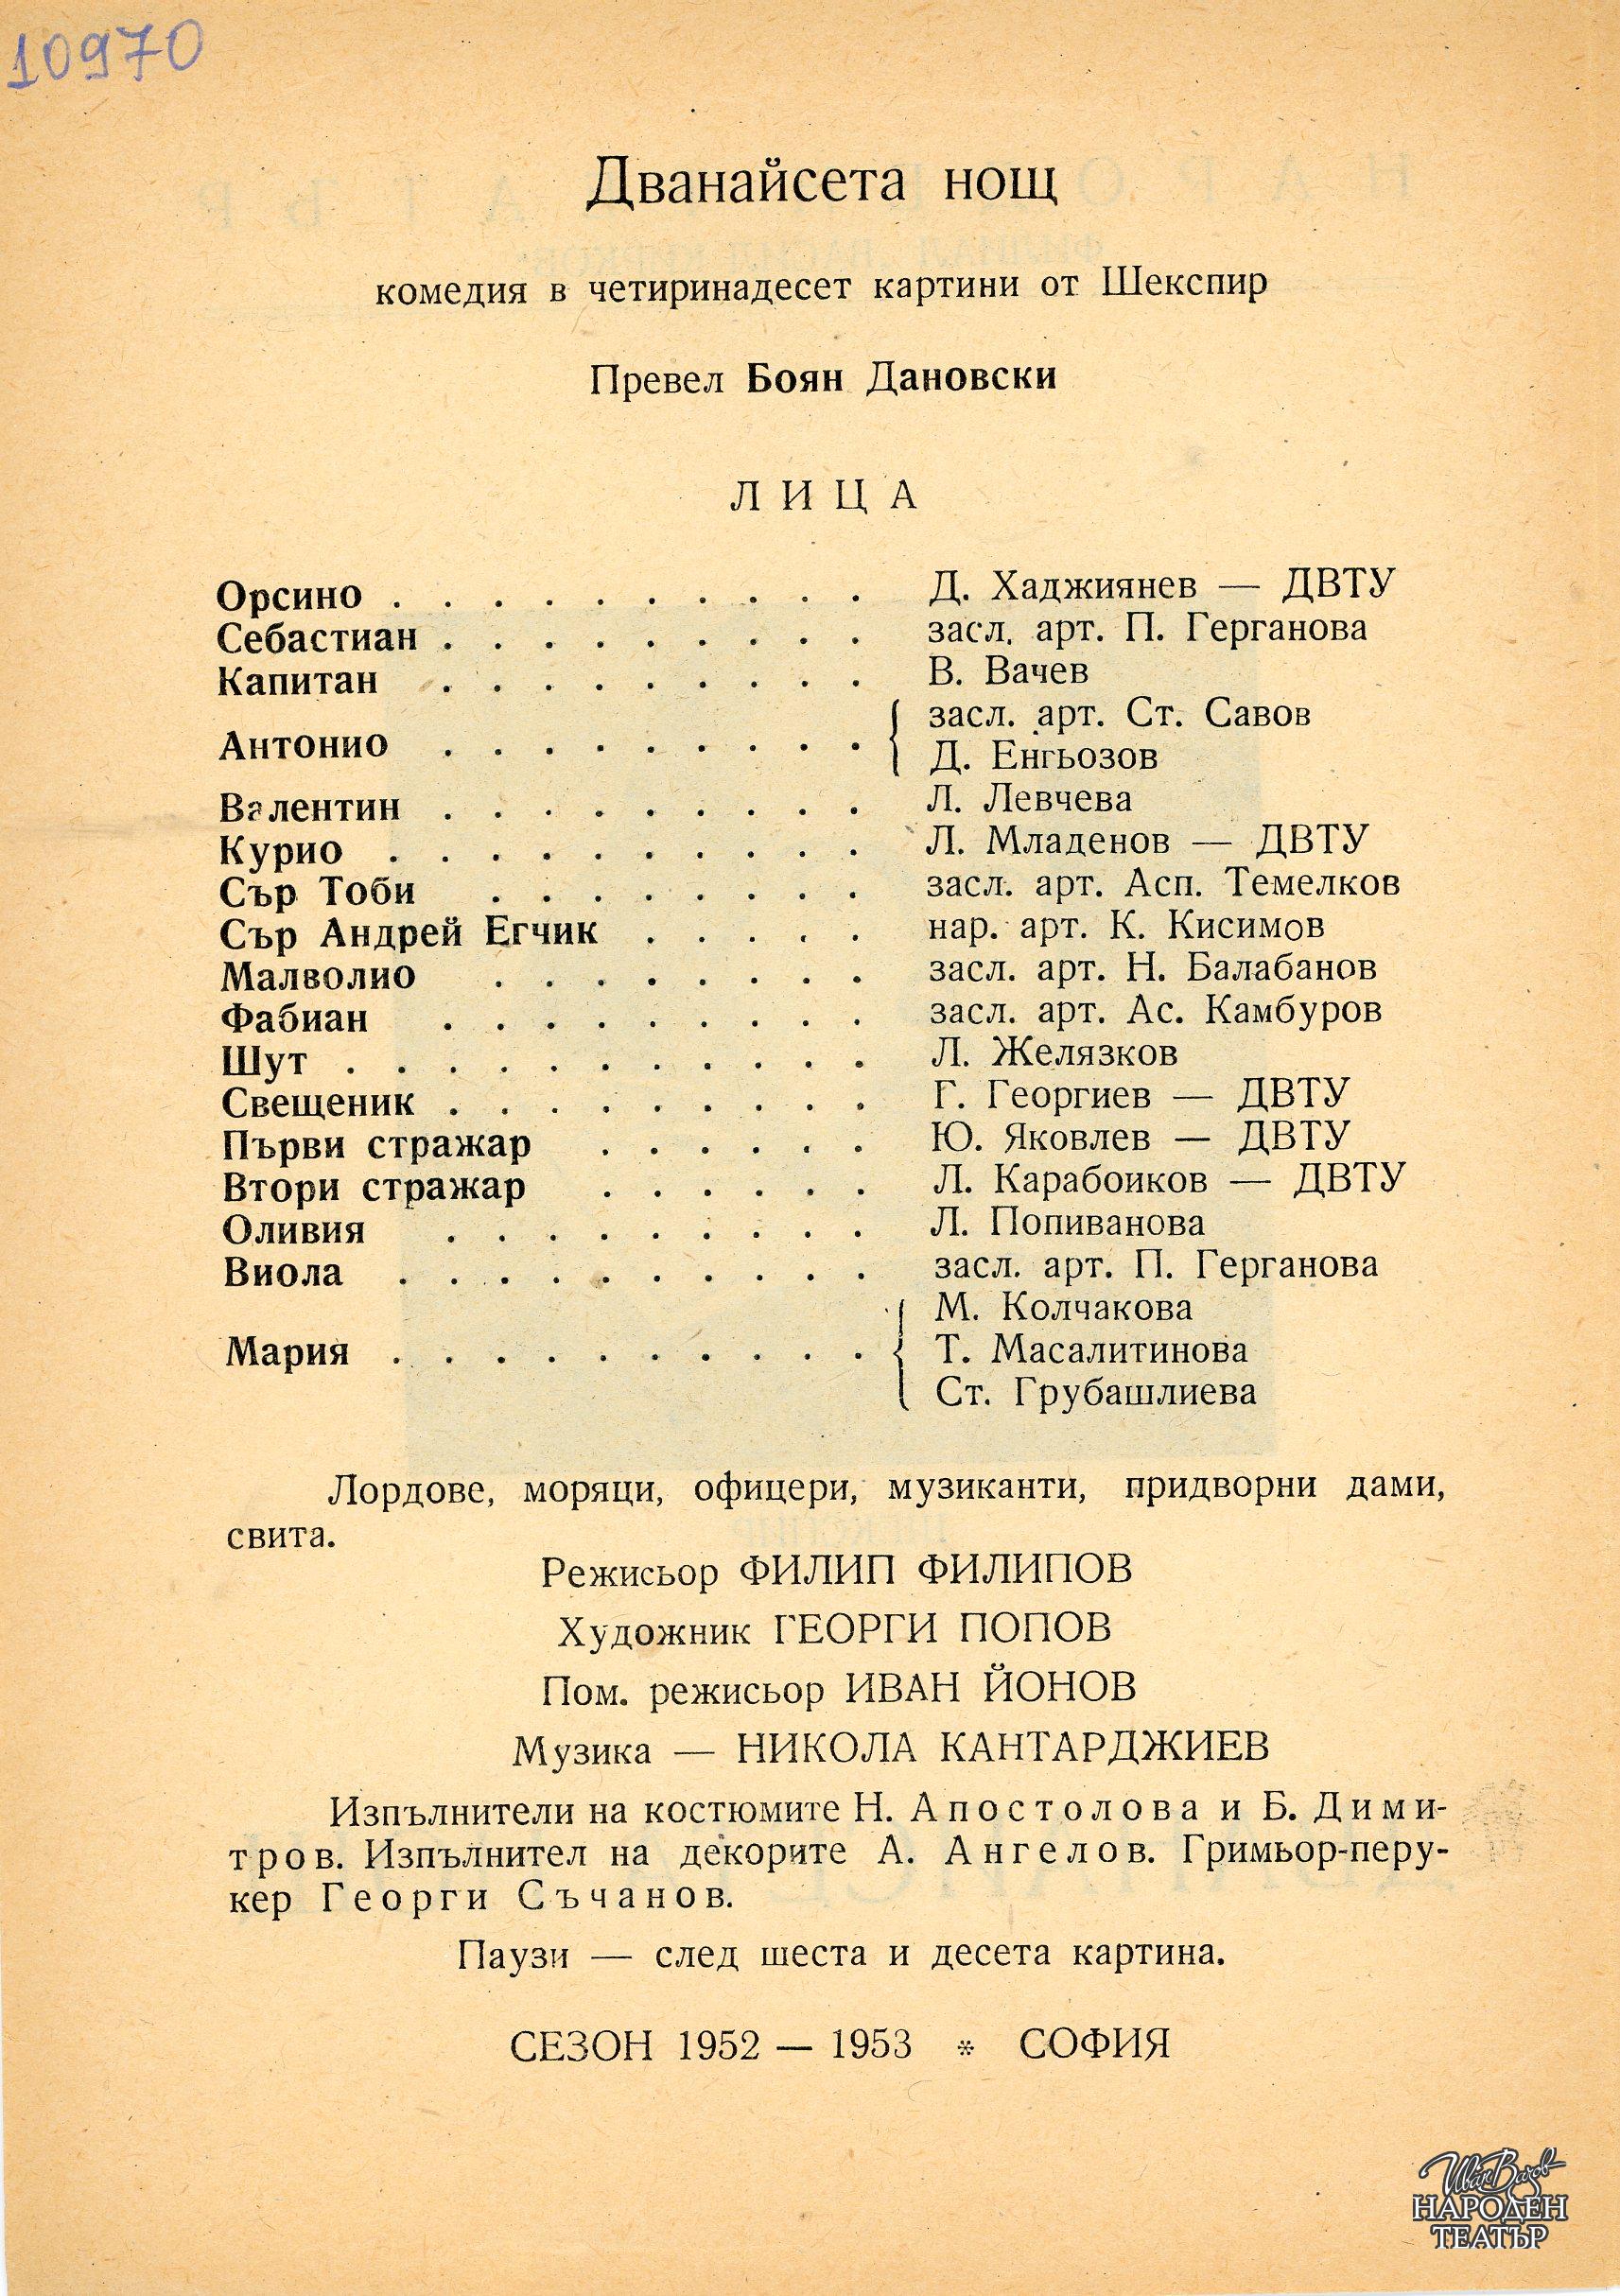 10970
Дванайсета нощ
комедия в четиринадесет картини от Шекспир
Превел Боян Дановски
ЛИЦА
Орсино . . . . . . . . . . Д. Хаджиянев — ДВТУ
Себастиан . . . . . . . . . засл. арт. П. Герганова
Капитан . . . . . . . . . В. Вачев
Антонио . . . . . . . . . { засл. арт. Ст. Савов
Д. Енгьозов
Валентин . . . . . . . . . Л. Левчева
Курио . . . . . . . . . . Л. Младенов — ДВТУ
Сър Тоби . . . . . . . . засл. арт. Асп. Темелков
Сър Андрей Егчик . . . . . нар. арт. К. Кисимов
Малволио . . . . . . . . засл. арт. Н. Балабанов
Фабиан . . . . . . . . . засл. арт. Ас. Камбуров
Шут . . . . . . . . . . . Л. Желязков
Свещеник . . . . . . . . . Г. Георгиев — ДВТУ
Първи стражар . . . . . . Ю. Яковлев — ДВТУ
Втори стражар . . . . . . Л. Карабоиков — ДВТУ
Оливия . . . . . . . . . Л. Попиванова
Виола . . . . . . . . . . засл. арт. П. Герганова
М. Колчакова
Мария . . . . . . . . . . { Т. Масалитинова
Ст. Грубашлиева
Лордове, моряци, офицери, музиканти, придворни дами,
свита.
Режисьор ФИЛИП ФИЛИПОВ
Художник ГЕОРГИ ПОПОВ
Пом. режисьор ИВАН ЙОНОВ
Музика — НИКОЛА КАНТАРДЖИЕВ
Изпълнители на костюмите Н. Апостолова и Б. Дими-
тров. Изпълнител на декорите А. Ангелов. Гримьор-перу-
кер Георги Съчанов.
Паузи — след шеста и десета картина.
СЕЗОН 1952 — 1953 * СОФИЯ
Иван Вазов
НАРОДЕН
ТЕАТЪР